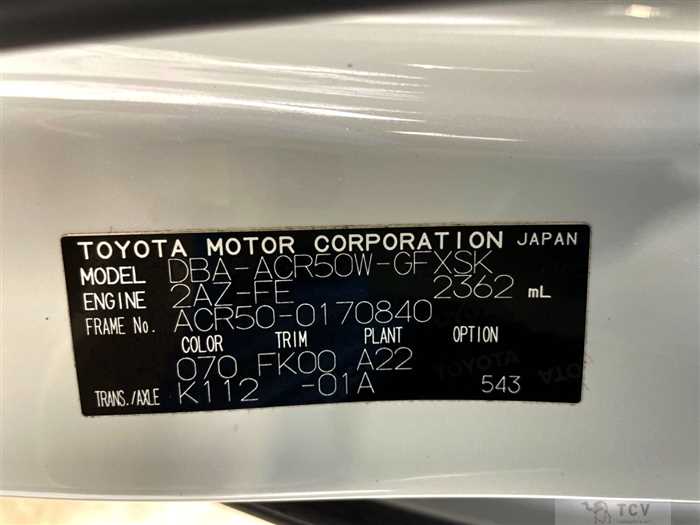 TOYOTA MOTOR CORPORATION JAPAN
MODEL DBA-ACR50W-GFXSK
ENGINE 2AZ-FE 2362 mL
FRAME No. ACR50-0170840
COLOR TRIM PLANT OPTION
070 FK00 A22
TRANS./AXLE K112 -01A 543
TOYOTA
TCV